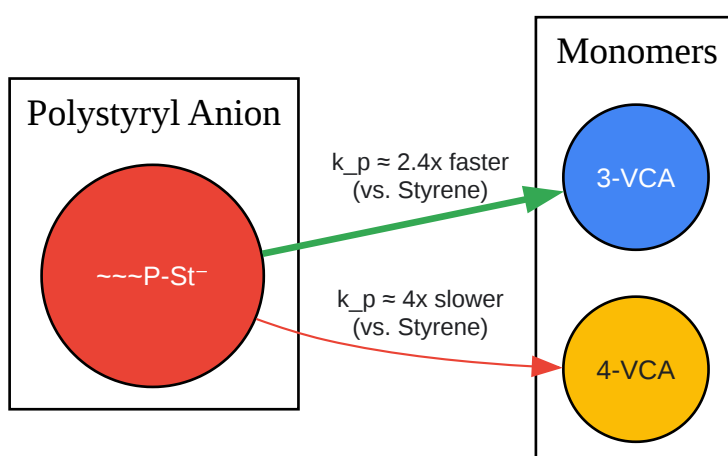 Monomers
Polystyryl Anion
k_p ≈ 2.4x faster
(vs. Styrene)
3-VCA
~~~P-St⁻
k_p ≈ 4x slower
(vs. Styrene)
4-VCA